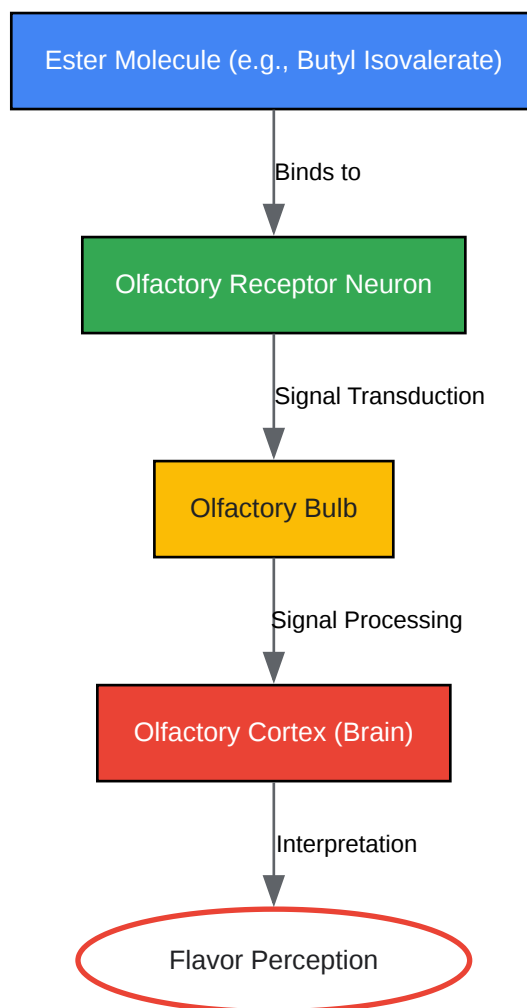 Ester Molecule (e.g., Butyl Isovalerate)
Binds to
Olfactory Receptor Neuron
Signal Transduction
Olfactory Bulb
Signal Processing
Olfactory Cortex (Brain)
Interpretation
Flavor Perception